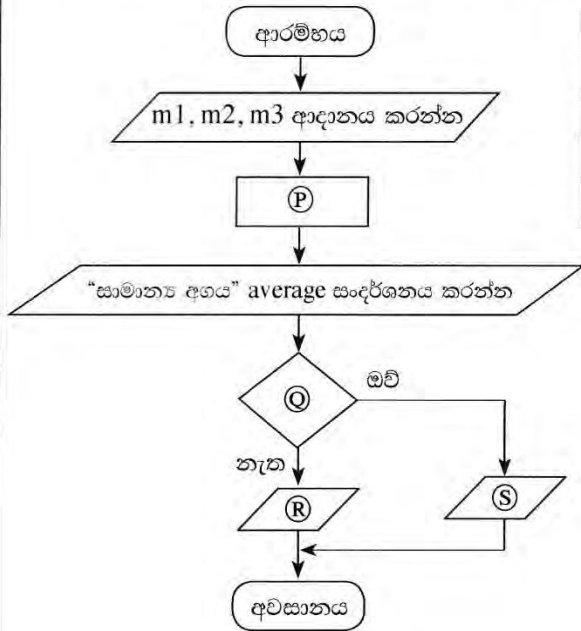 ආරම්භය
m1, m2, m3 ආදානය කරන්න
Ⓟ
“සාමාන්‍ය අගය” average සංදර්ශනය කරන්න
Ⓠ
ඔව්
නැත
Ⓡ
Ⓢ
අවසානය